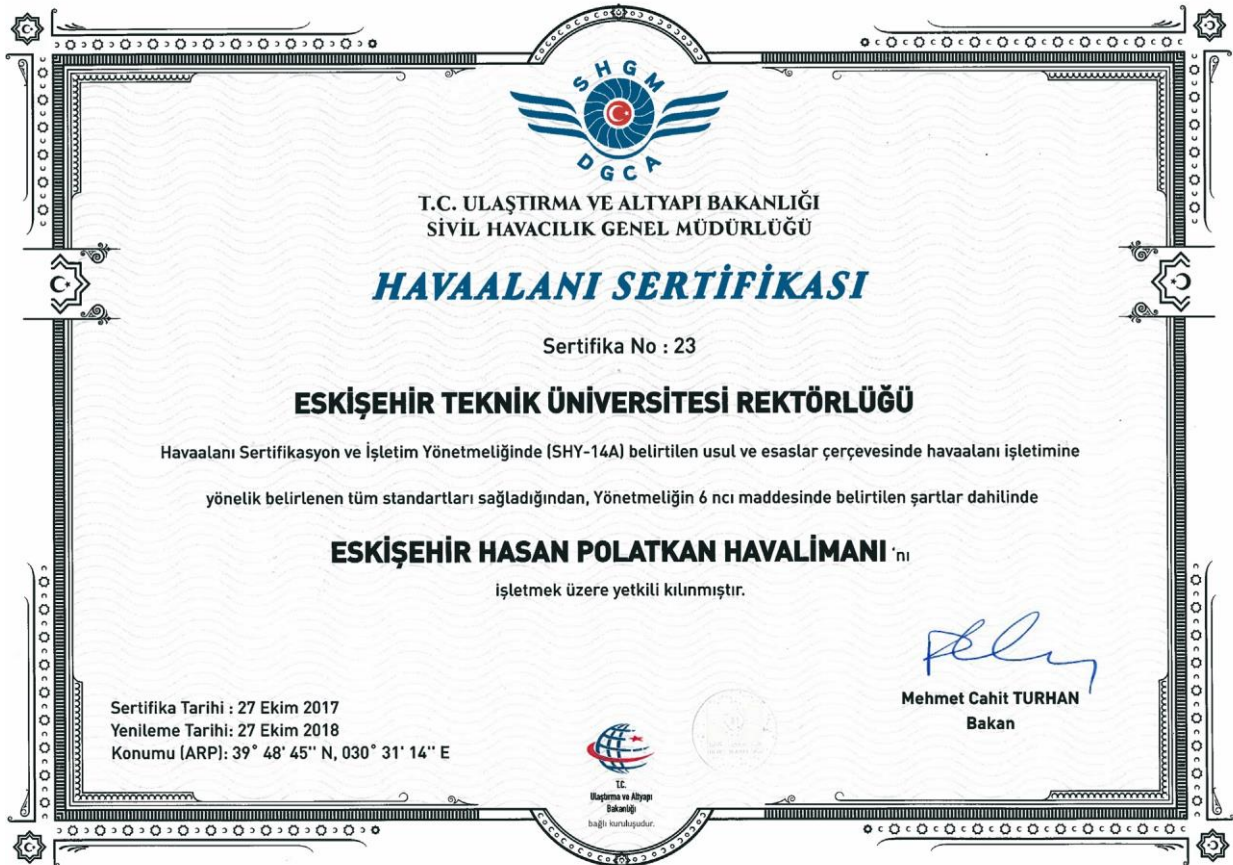 SHGM
DGCA
T.C. ULAŞTIRMA VE ALTYAPI BAKANLIĞI
SİVİL HAVACILIK GENEL MÜDÜRLÜĞÜ
HAVAALANI SERTİFİKASI
Sertifika No : 23
ESKİŞEHİR TEKNİK ÜNİVERSİTESİ REKTÖRLÜĞÜ
Havaalanı Sertifikasyon ve İşletim Yönetmeliğinde (SHY-14A) belirtilen usul ve esaslar çerçevesinde havaalanı işletimine
yönelik belirlenen tüm standartları sağladığından, Yönetmeliğin 6 ncı maddesinde belirtilen şartlar dahilinde
ESKİŞEHİR HASAN POLATKAN HAVALİMANI 'nı
işletmek üzere yetkili kılınmıştır.
Mehmet Cahit TURHAN
Bakan
Sertifika Tarihi : 27 Ekim 2017
Yenileme Tarihi: 27 Ekim 2018
Konumu (ARP): 39° 48' 45'' N, 030° 31' 14'' E
T.C.
Ulaştırma ve Altyapı
Bakanlığı
bağlı kuruluşudur.